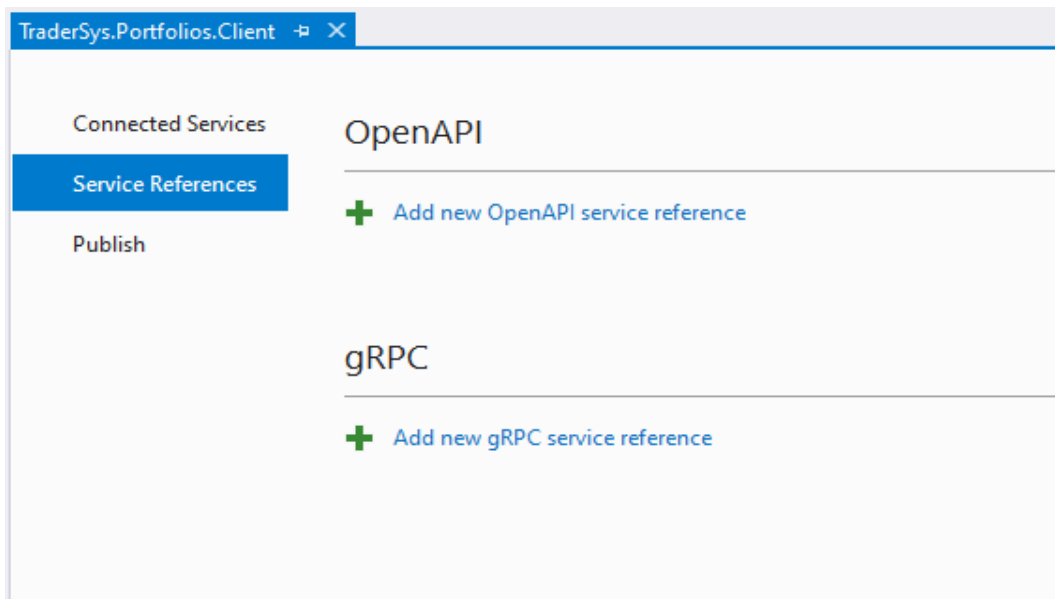 TraderSys.Portfolios.Client
Connected Services
Service References
Publish
OpenAPI
Add new OpenAPI service reference
gRPC
Add new gRPC service reference